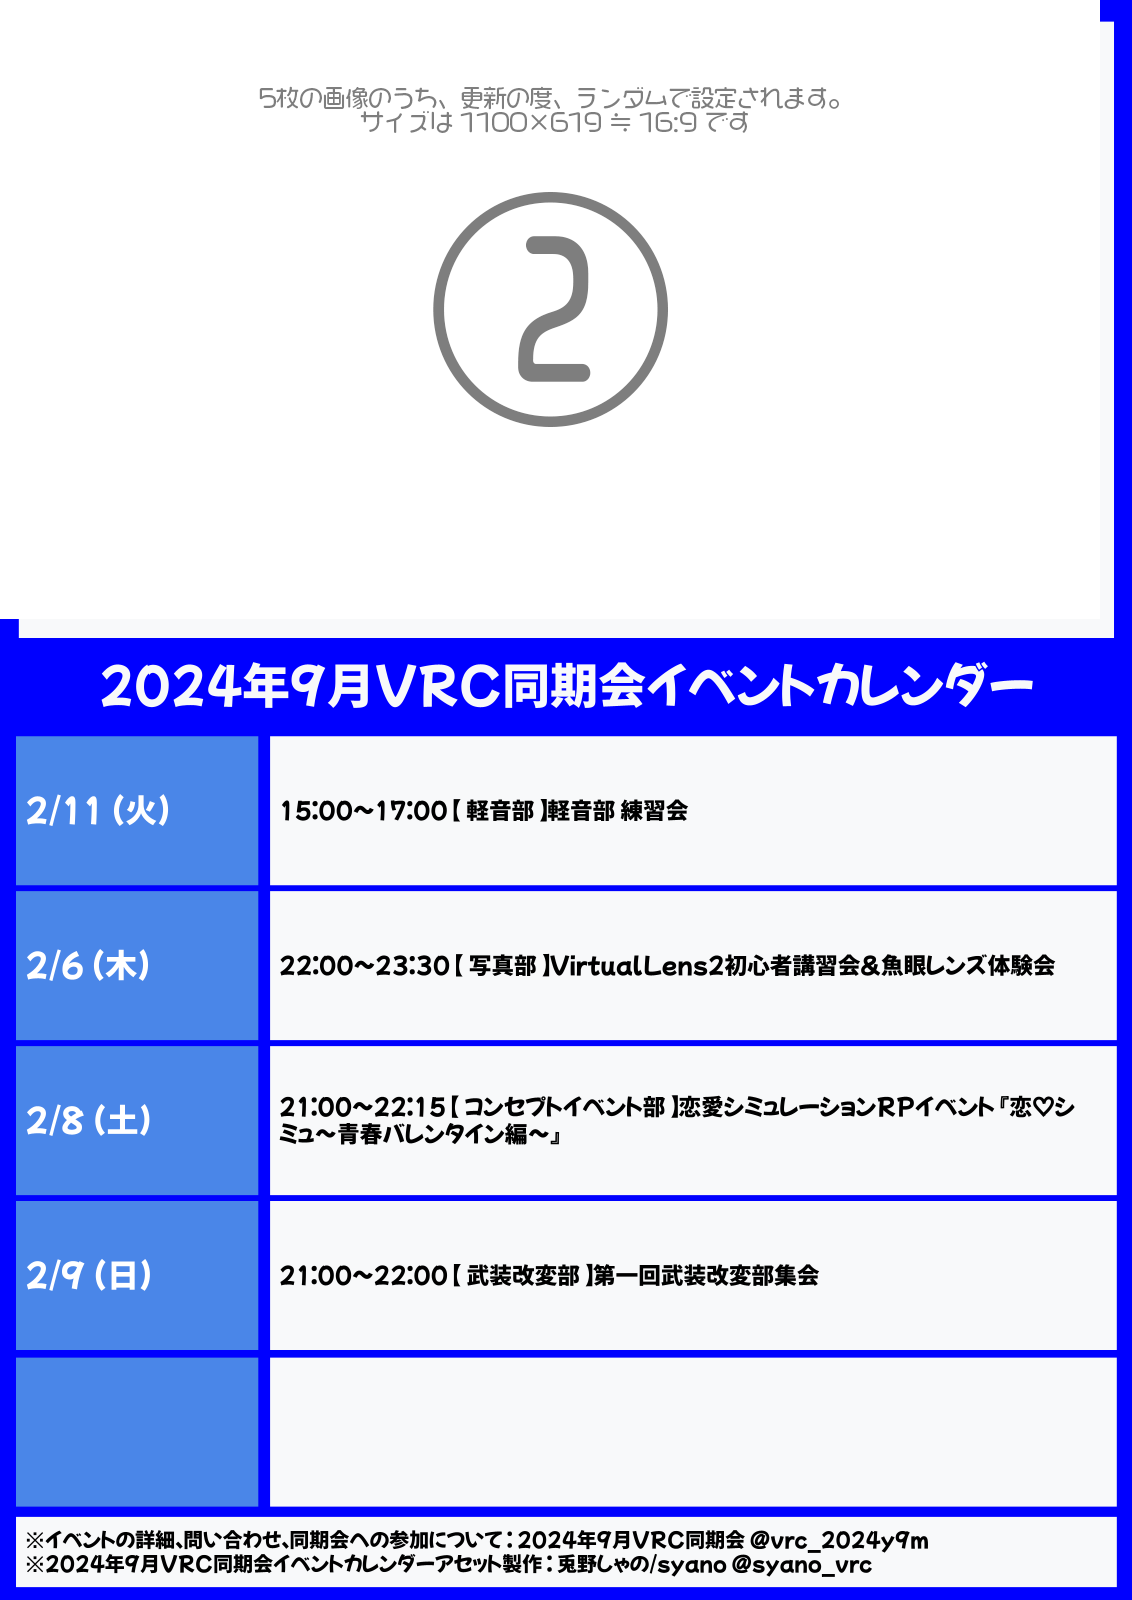 5枚の画像のうち、更新の度、ランダムで設定されます。
サイズは 1100×619 ≒ 16:9 です
2
2024年9月VRC同期会イベントカレンダー
2/11 (火)
15:00～17:00【 軽音部 】軽音部 練習会
2/6 (木)
22:00～23:30【 写真部 】VirtualLens2初心者講習会&魚眼レンズ体験会
2/8 (土)
21:00～22:15【 コンセプトイベント部 】恋愛シミュレーションRPイベント『恋♡シ
ミュ～青春バレンタイン編～』
2/9 (日)
21:00～22:00【 武装改変部 】第一回武装改変部集会
※イベントの詳細、問い合わせ、同期会への参加について：2024年9月VRC同期会 @vrc_2024y9m
※2024年9月VRC同期会イベントカレンダーアセット製作：兎野しゃの/syano @syano_vrc